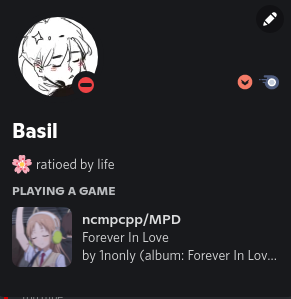 Basil
ratioed by life
PLAYING A GAME
ncmpcpp/MPD
Forever In Love
by 1nonly (album: Forever In Lov...